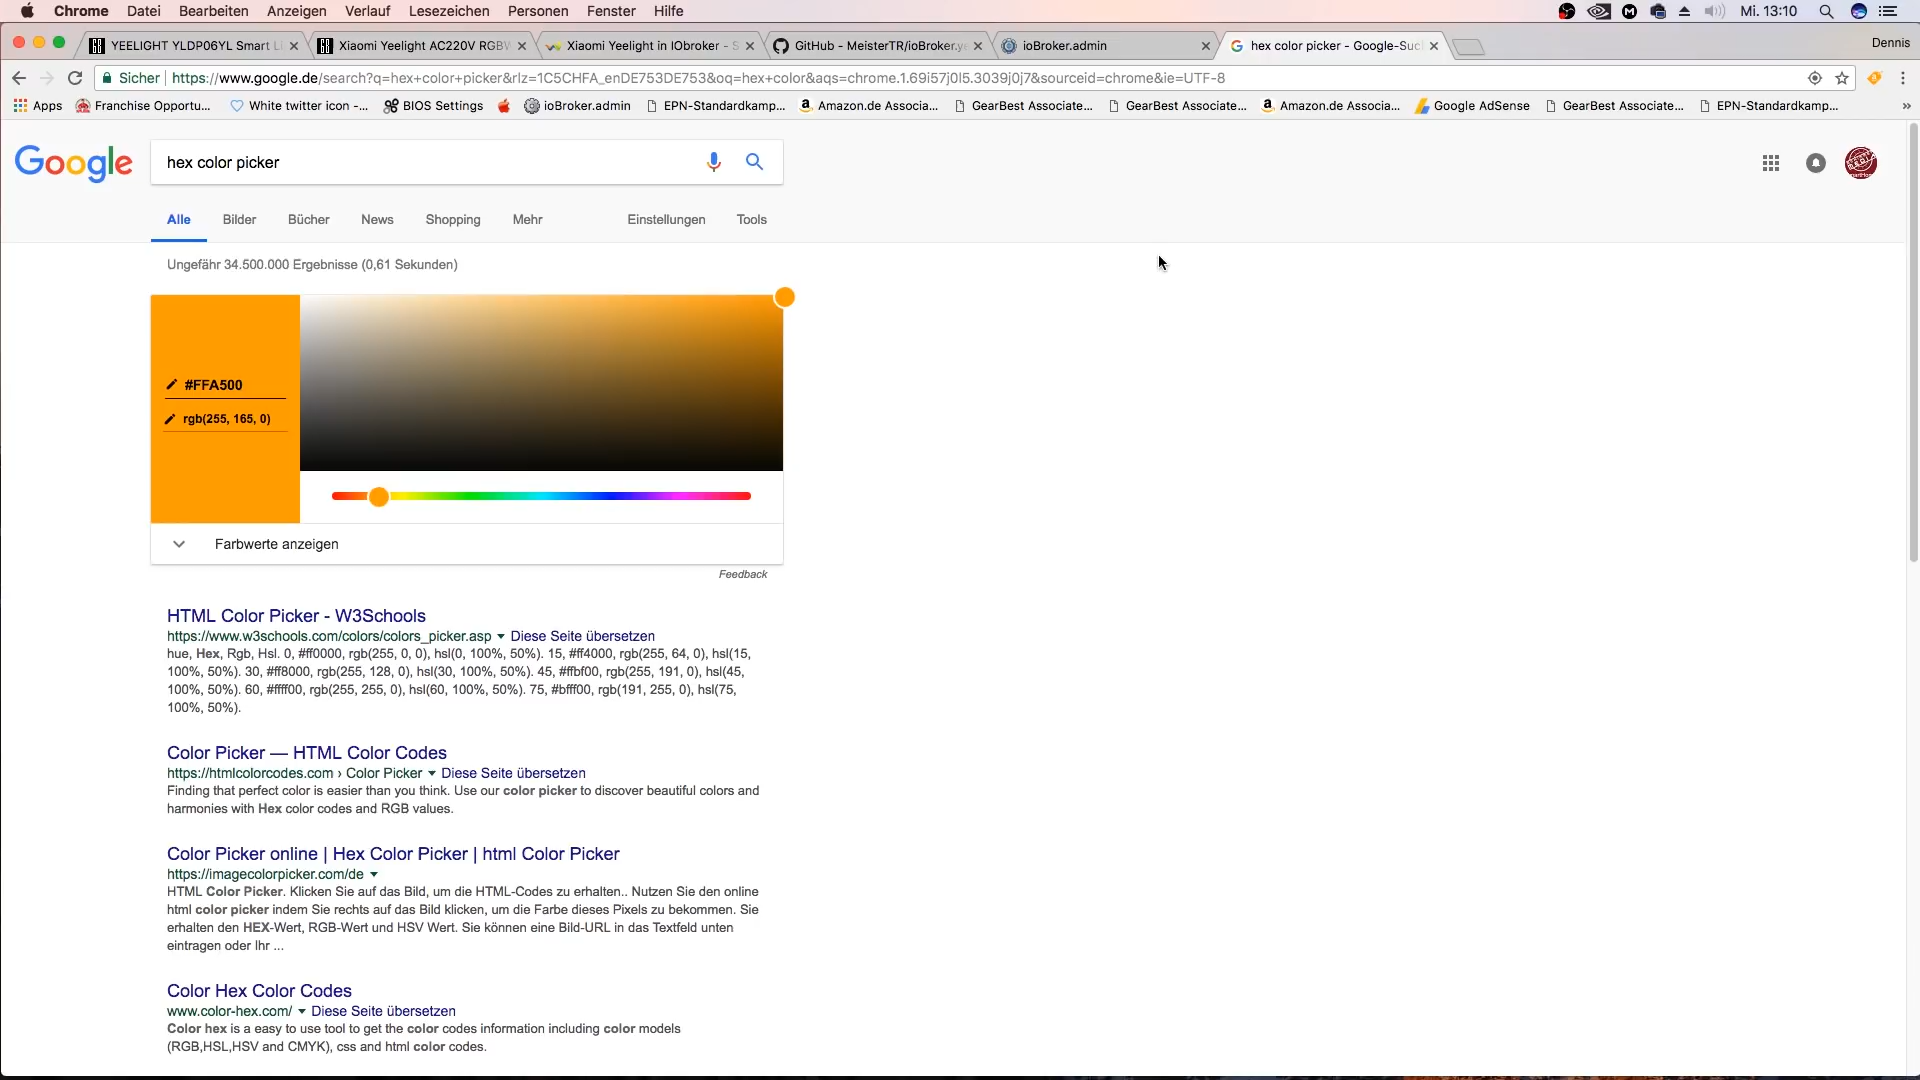 Chrome Datei Bearbeiten Anzeigen Verlauf Lesezeichen Personen Fenster Hilfe Mi. 13:10
YEELIGHT YLDP06YL Smart Li Xiaomi Yeelight AC220V RGBW Xiaomi Yeelight in IObroker - S GitHub - MeisterTR/ioBroker.ye ioBroker.admin hex color picker - Google-Suc Dennis
Sicher https://www.google.de/search?q=hex+color+picker&rlz=1C5CHFA_enDE753DE753&oq=hex+color&aqs=chrome.1.69i57j0l5.3039j0j7&sourceid=chrome&ie=UTF-8
Apps Franchise Opportu... White twitter icon -... BIOS Settings ioBroker.admin EPN-Standardkamp... Amazon.de Associa... GearBest Associate... GearBest Associate... Amazon.de Associa... Google AdSense GearBest Associate... EPN-Standardkamp... »
Google hex color picker
Alle Bilder Bücher News Shopping Mehr Einstellungen Tools
Ungefähr 34.500.000 Ergebnisse (0,61 Sekunden)
#FFA500
rgb(255, 165, 0)
Farbwerte anzeigen
Feedback
HTML Color Picker - W3Schools
https://www.w3schools.com/colors/colors_picker.asp Diese Seite übersetzen
hue, Hex, Rgb, Hsl. 0, #ff0000, rgb(255, 0, 0), hsl(0, 100%, 50%). 15, #ff4000, rgb(255, 64, 0), hsl(15,
100%, 50%). 30, #ff8000, rgb(255, 128, 0), hsl(30, 100%, 50%). 45, #ffbf00, rgb(255, 191, 0), hsl(45,
100%, 50%). 60, #ffff00, rgb(255, 255, 0), hsl(60, 100%, 50%). 75, #bfff00, rgb(191, 255, 0), hsl(75,
100%, 50%).
Color Picker — HTML Color Codes
https://htmlcolorcodes.com › Color Picker Diese Seite übersetzen
Finding that perfect color is easier than you think. Use our color picker to discover beautiful colors and
harmonies with Hex color codes and RGB values.
Color Picker online | Hex Color Picker | html Color Picker
https://imagecolorpicker.com/de
HTML Color Picker. Klicken Sie auf das Bild, um die HTML-Codes zu erhalten.. Nutzen Sie den online
html color picker indem Sie rechts auf das Bild klicken, um die Farbe dieses Pixels zu bekommen. Sie
erhalten den HEX-Wert, RGB-Wert und HSV Wert. Sie können eine Bild-URL in das Textfeld unten
eintragen oder Ihr ...
Color Hex Color Codes
www.color-hex.com/ Diese Seite übersetzen
Color hex is a easy to use tool to get the color codes information including color models
(RGB,HSL,HSV and CMYK), css and html color codes.